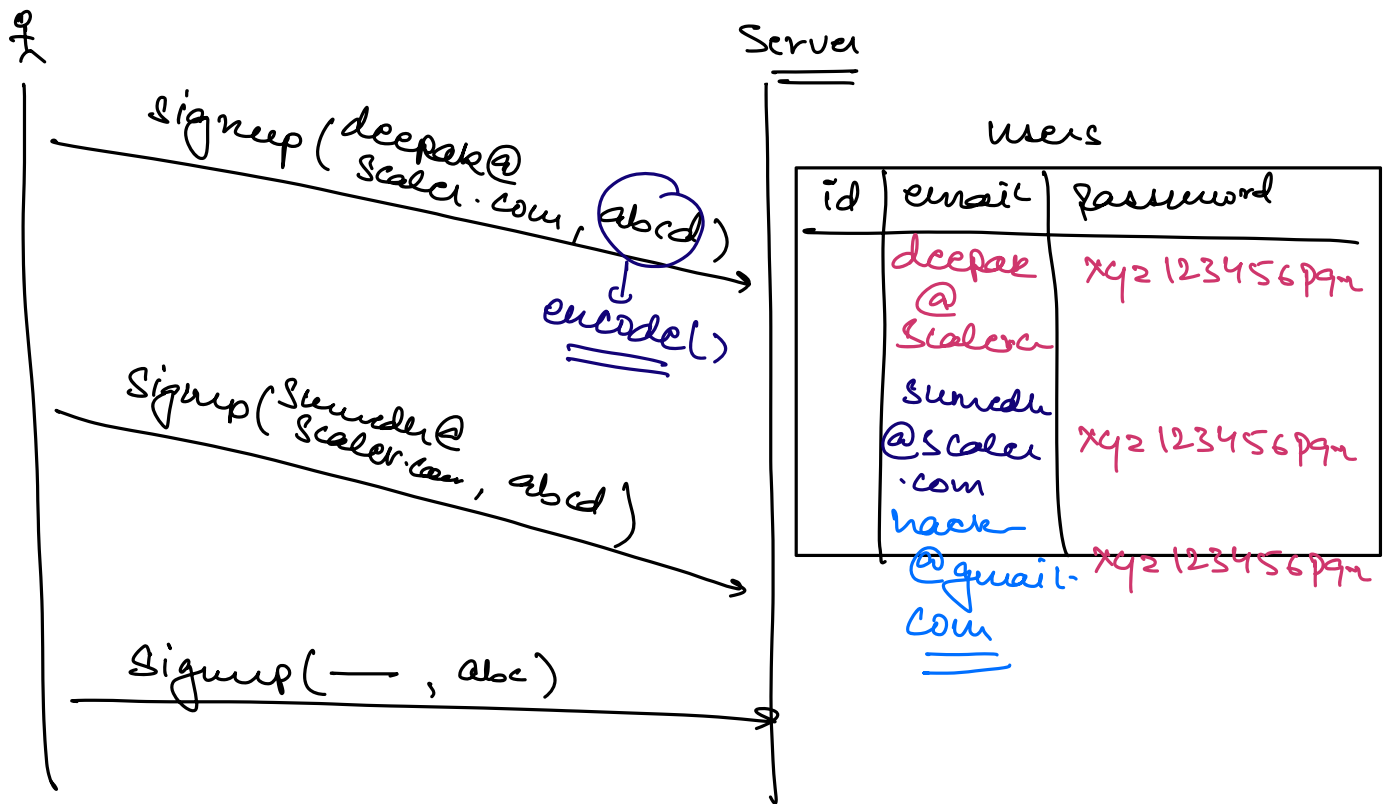 Server
signup (deepak@
scaler.com, abcd)
encode()
Signup(Sumedh@
Scaler.com, abcd)
Signup( — , abc)
users
id email password
deepak
@
Scaler
xyz123456pqr
Sumedh
@scaler
.com
xyz123456pqr
hack
@gmail.
com
xyz123456pqr